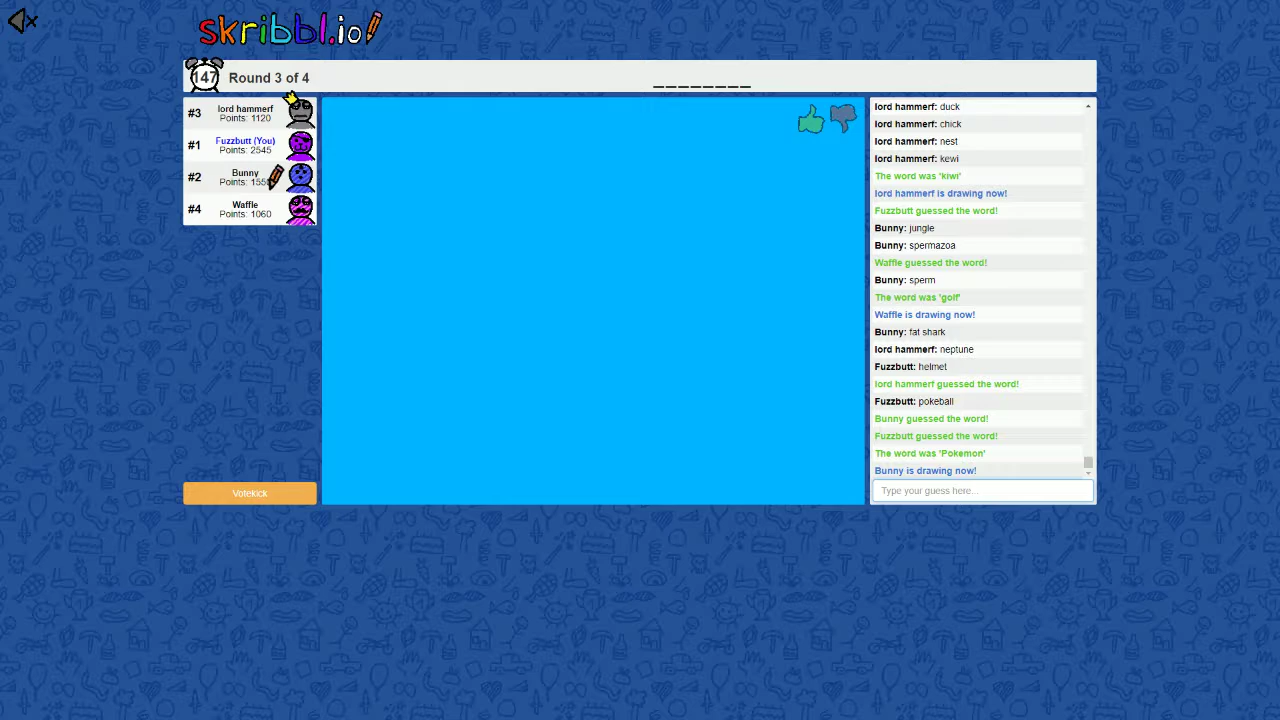 skribbl.io
147
Round 3 of 4
________
#3
lord hammerf
Points: 1120
#1
Fuzzbutt (You)
Points: 2545
#2
Bunny
Points: 155
#4
Waffle
Points: 1060
Votekick
lord hammerf: duck
lord hammerf: chick
lord hammerf: nest
lord hammerf: kewi
The word was 'kiwi'
lord hammerf is drawing now!
Fuzzbutt guessed the word!
Bunny: jungle
Bunny: spermazoa
Waffle guessed the word!
Bunny: sperm
The word was 'golf'
Waffle is drawing now!
Bunny: fat shark
lord hammerf: neptune
Fuzzbutt: helmet
lord hammerf guessed the word!
Fuzzbutt: pokeball
Bunny guessed the word!
Fuzzbutt guessed the word!
The word was 'Pokemon'
Bunny is drawing now!
Type your guess here...